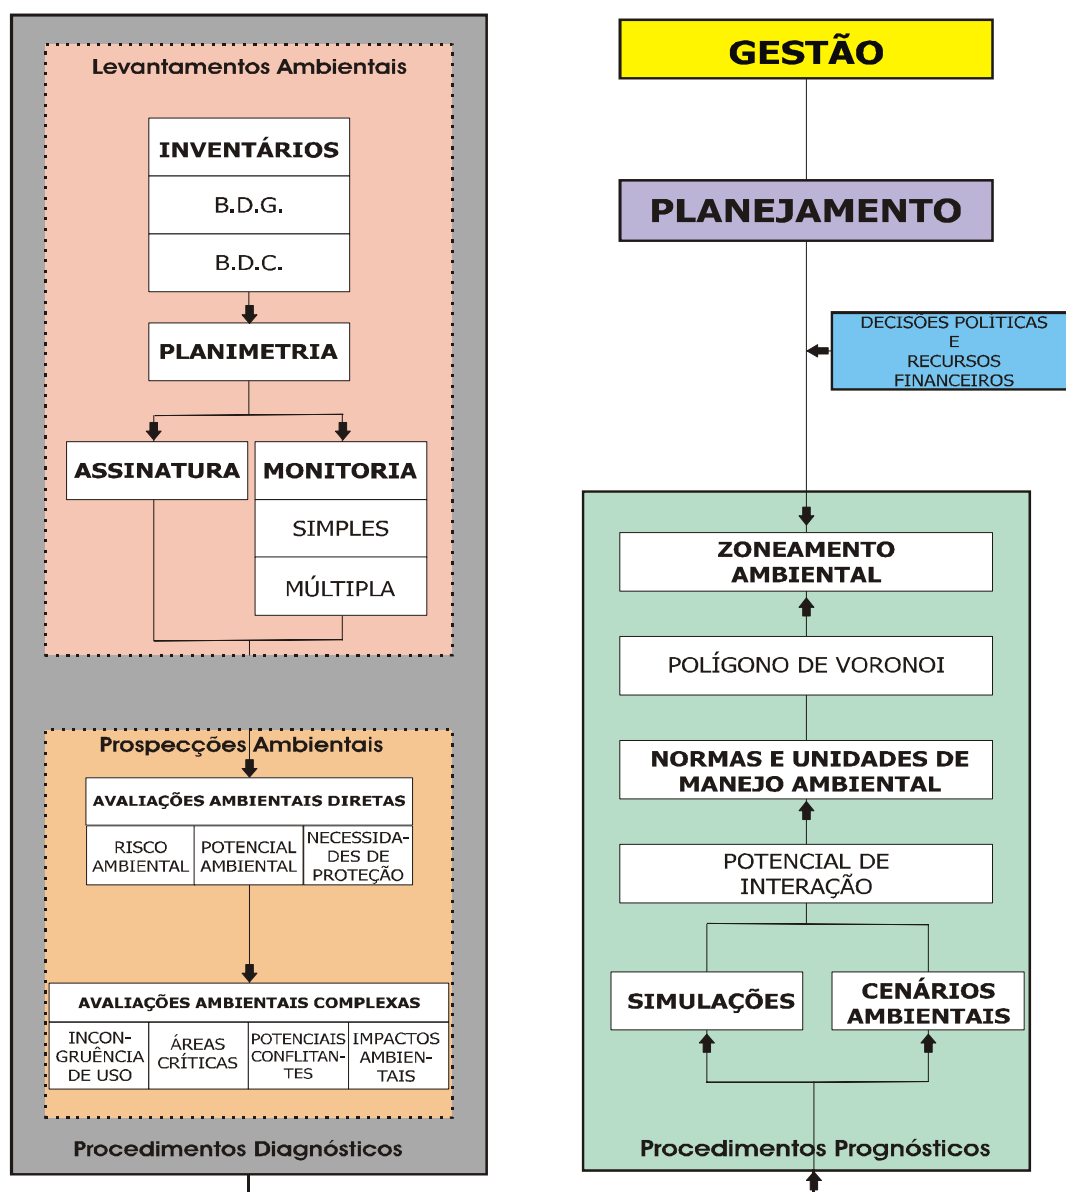 Levantamentos Ambientais
INVENTÁRIOS
B.D.G.
B.D.C.
PLANIMETRIA
ASSINATURA
MONITORIA
SIMPLES
MÚLTIPLA
Prospecções Ambientais
AVALIAÇÕES AMBIENTAIS DIRETAS
RISCO
AMBIENTAL
POTENCIAL
AMBIENTAL
NECESSIDA-
DES DE
PROTEÇÃO
AVALIAÇÕES AMBIENTAIS COMPLEXAS
INCON-
GRUÊNCIA
DE USO
ÁREAS
CRÍTICAS
POTENCIAIS
CONFLITAN-
TES
IMPACTOS
AMBIEN-
TAIS
Procedimentos Diagnósticos
GESTÃO
PLANEJAMENTO
DECISÕES POLÍTICAS
E
RECURSOS
FINANCEIROS
ZONEAMENTO
AMBIENTAL
POLÍGONO DE VORONOI
NORMAS E UNIDADES DE
MANEJO AMBIENTAL
POTENCIAL DE
INTERAÇÃO
SIMULAÇÕES
CENÁRIOS
AMBIENTAIS
Procedimentos Prognósticos